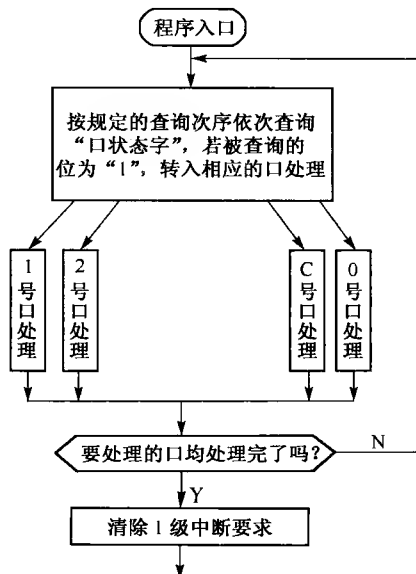 程序入口
按规定的查询次序依次查询
“口状态字”，若被查询的
位为“1”，转入相应的口处理
1号口处理
2号口处理
C号口处理
0号口处理
要处理的口均处理完了吗？
N
Y
清除1级中断要求